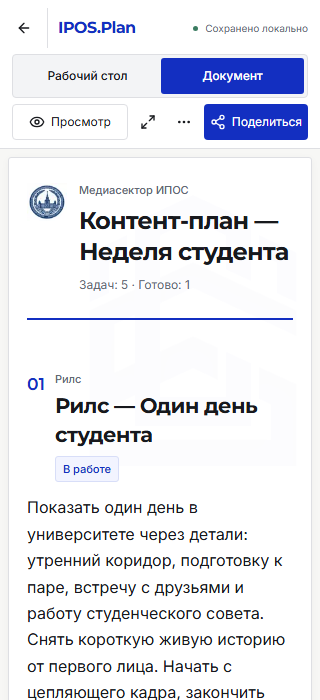 IPOS.Plan
Сохранено локально
Рабочий стол
Документ
Просмотр
Поделиться
Медиасектор ИПОС
Контент-план —
Неделя студента
Задач: 5 · Готово: 1
01
Рилс
Рилс — Один день
студента
В работе
Показать один день в
университете через детали:
утренний коридор, подготовку к
паре, встречу с друзьями и
работу студенческого совета.
Снять короткую живую историю
от первого лица. Начать с
цепляющего кадра, закончить